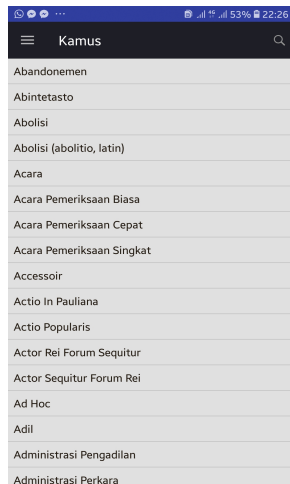 4G 53% 22:26
Kamus
Abandonemen
Abintetasto
Abolisi
Abolisi (abolitio, latin)
Acara
Acara Pemeriksaan Biasa
Acara Pemeriksaan Cepat
Acara Pemeriksaan Singkat
Accessoir
Actio In Pauliana
Actio Popularis
Actor Rei Forum Sequitur
Actor Sequitur Forum Rei
Ad Hoc
Adil
Administrasi Pengadilan
Administrasi Perkara